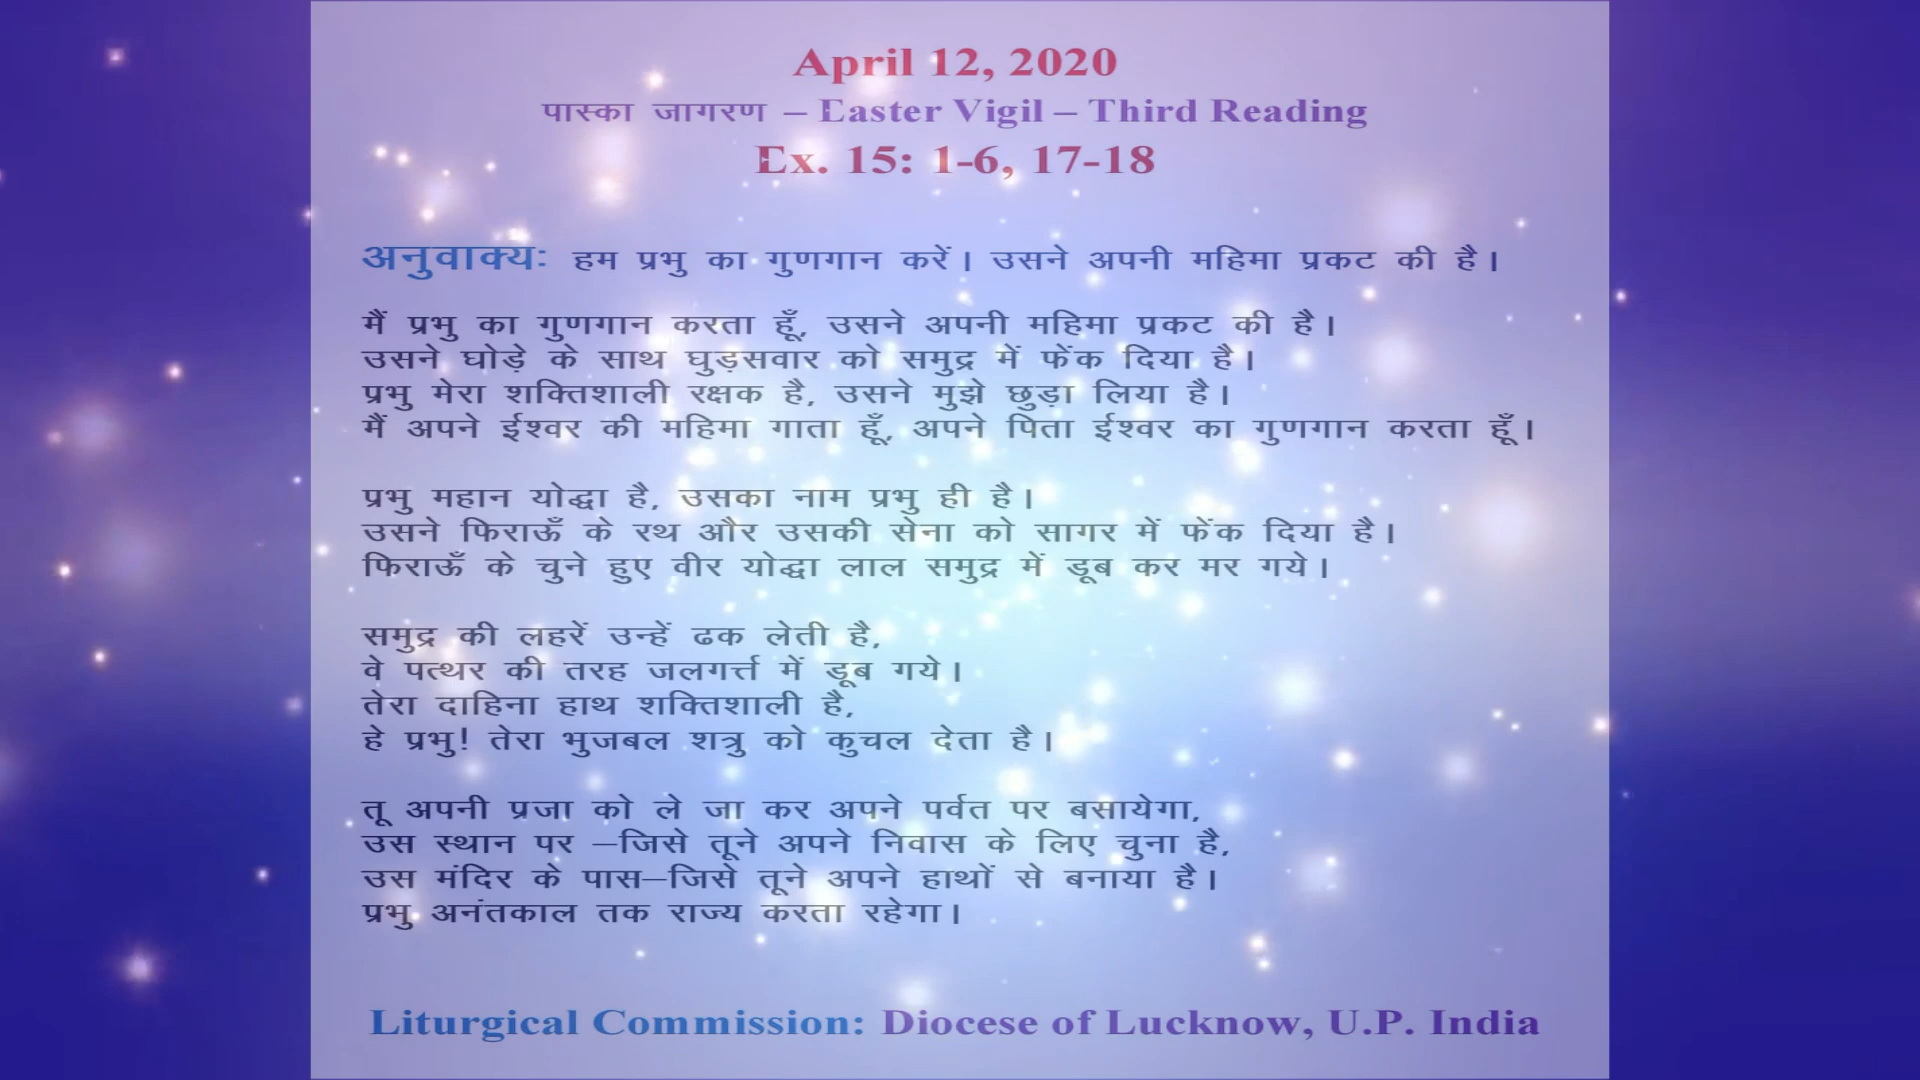 April 12, 2020
पास्का जागरण – Easter Vigil – Third Reading
Ex. 15: 1-6, 17-18
अनुवाक्यः हम प्रभु का गुणगान करें। उसने अपनी महिमा प्रकट की है।
मैं प्रभु का गुणगान करता हूँ, उसने अपनी महिमा प्रकट की है।
उसने घोड़े के साथ घुड़सवार को समुद्र में फेंक दिया है।
प्रभु मेरा शक्तिशाली रक्षक है, उसने मुझे छुड़ा लिया है।
मैं अपने ईश्वर की महिमा गाता हूँ, अपने पिता ईश्वर का गुणगान करता हूँ।
प्रभु महान योद्धा है, उसका नाम प्रभु ही है।
उसने फिराऊँ के रथ और उसकी सेना को सागर में फेंक दिया है।
फिराऊँ के चुने हुए वीर योद्धा लाल समुद्र में डूब कर मर गये।
समुद्र की लहरें उन्हें ढक लेती है,
वे पत्थर की तरह जलगर्त्त में डूब गये।
तेरा दाहिना हाथ शक्तिशाली है,
हे प्रभु! तेरा भुजबल शत्रु को कुचल देता है।
तू अपनी प्रजा को ले जा कर अपने पर्वत पर बसायेगा,
उस स्थान पर –जिसे तूने अपने निवास के लिए चुना है,
उस मंदिर के पास–जिसे तूने अपने हाथों से बनाया है।
प्रभु अनंतकाल तक राज्य करता रहेगा।
Liturgical Commission: Diocese of Lucknow, U.P. India